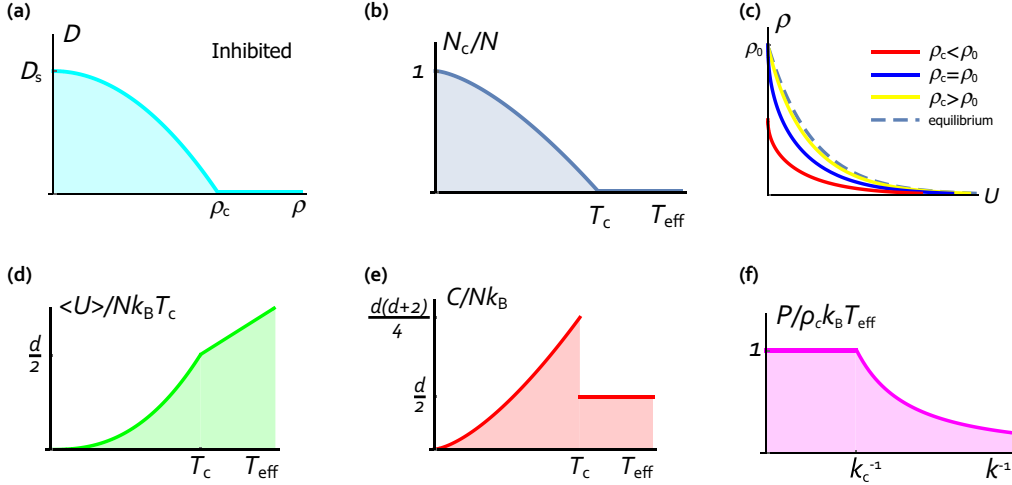 (a)
D
Inhibited
Dₛ
ρc
ρ
(b)
Nc/N
1
Tc
Teff
(c)
ρ
ρ₀
ρc<ρ₀
ρc=ρ₀
ρc>ρ₀
equilibrium
U
(d)
<U>/NkBTc
d/2
Tc
Teff
(e)
C/NkB
d(d+2)/4
d/2
Tc
Teff
(f)
P/ρckBTeff
1
kc⁻¹
k⁻¹